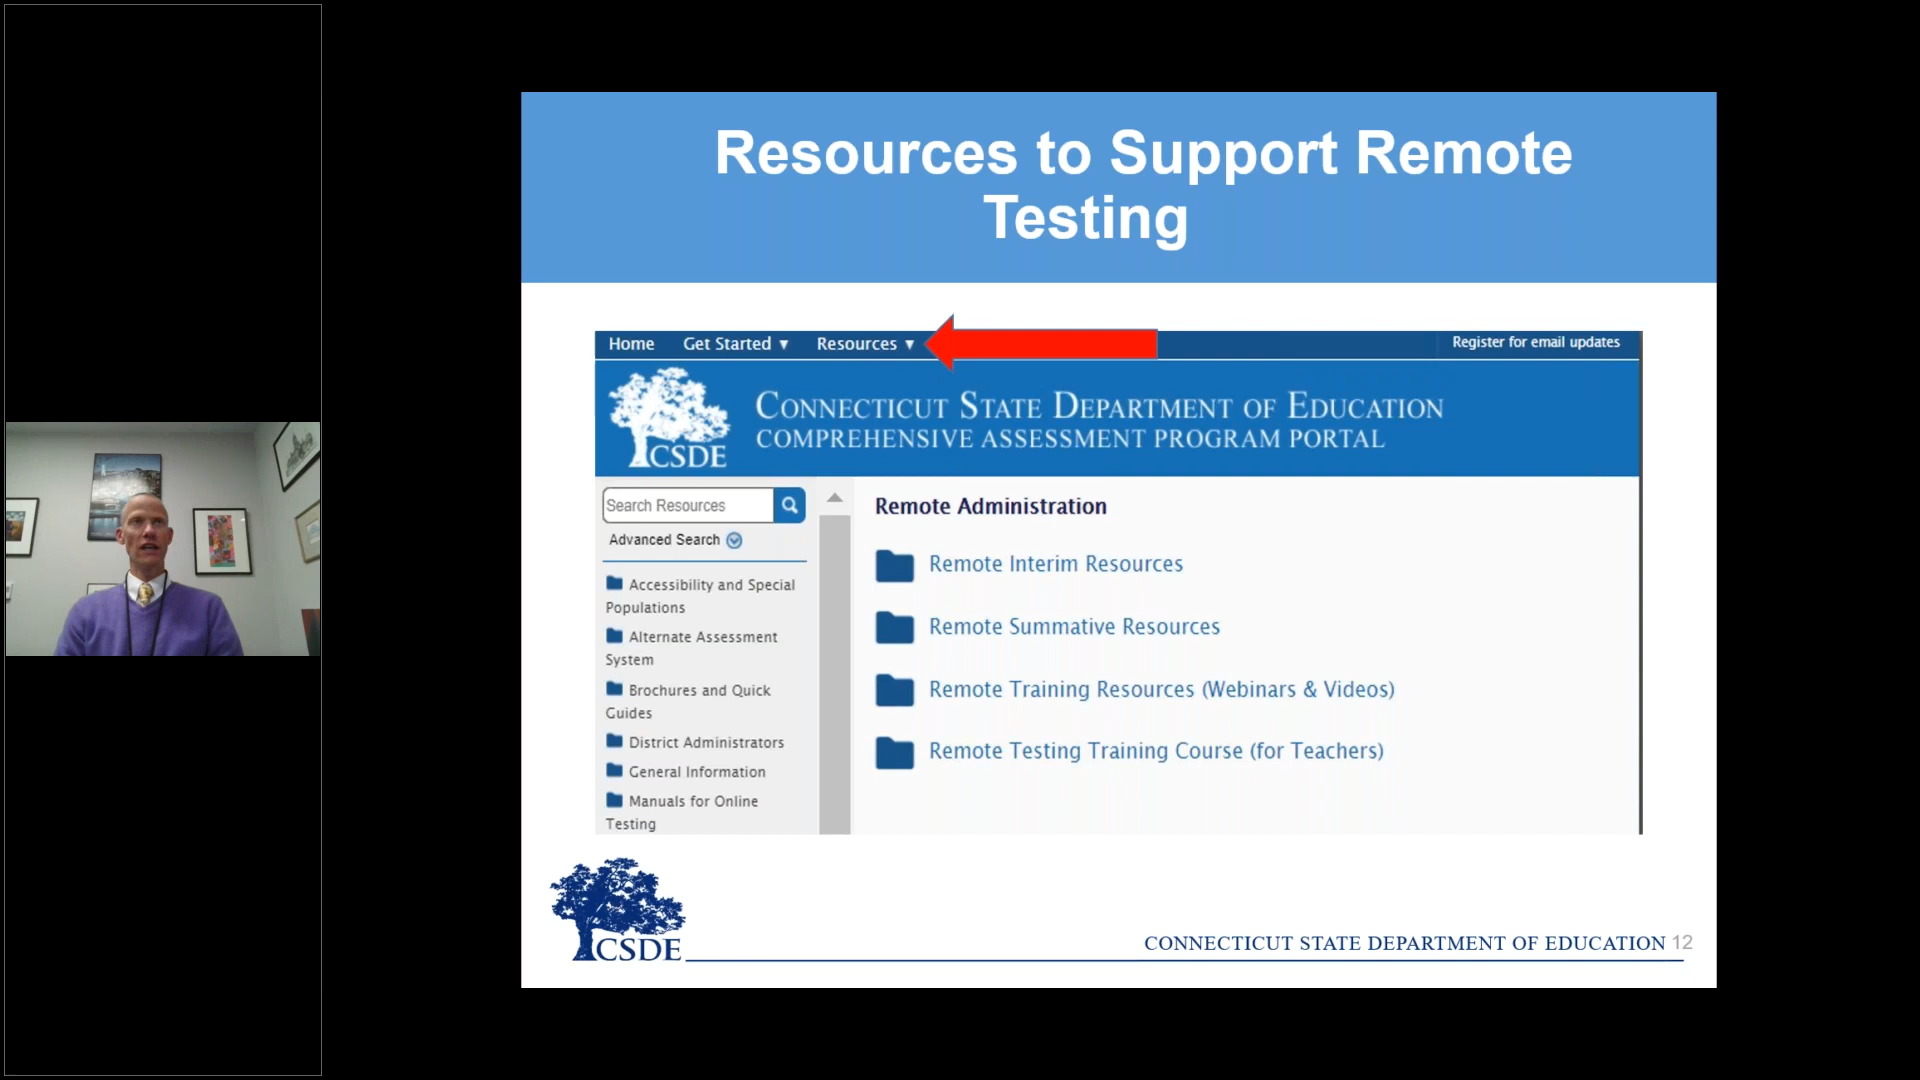 Resources to Support Remote
Testing
Home Get Started ▼ Resources ▼ Register for email updates
CSDE
CONNECTICUT STATE DEPARTMENT OF EDUCATION
COMPREHENSIVE ASSESSMENT PROGRAM PORTAL
Search Resources
Advanced Search
Accessibility and Special
Populations
Alternate Assessment
System
Brochures and Quick
Guides
District Administrators
General Information
Manuals for Online
Testing
Remote Administration
Remote Interim Resources
Remote Summative Resources
Remote Training Resources (Webinars & Videos)
Remote Testing Training Course (for Teachers)
CSDE
CONNECTICUT STATE DEPARTMENT OF EDUCATION 12